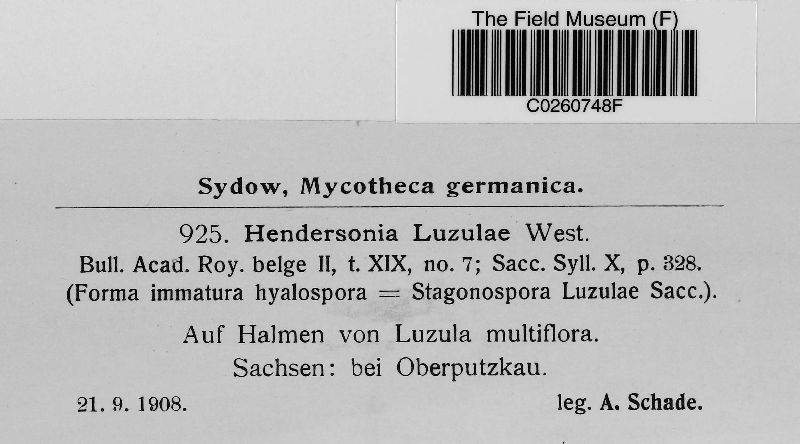 The Field Museum (F)
C0260748F
Sydow, Mycotheca germanica.
925. Hendersonia Luzulae West.
Bull. Acad. Roy. belge II, t. XIX, no. 7; Sacc. Syll. X, p. 328.
(Forma immatura hyalospora = Stagonospora Luzulae Sacc.).
Auf Halmen von Luzula multiflora.
Sachsen: bei Oberputzkau.
21. 9. 1908. leg. A. Schade.